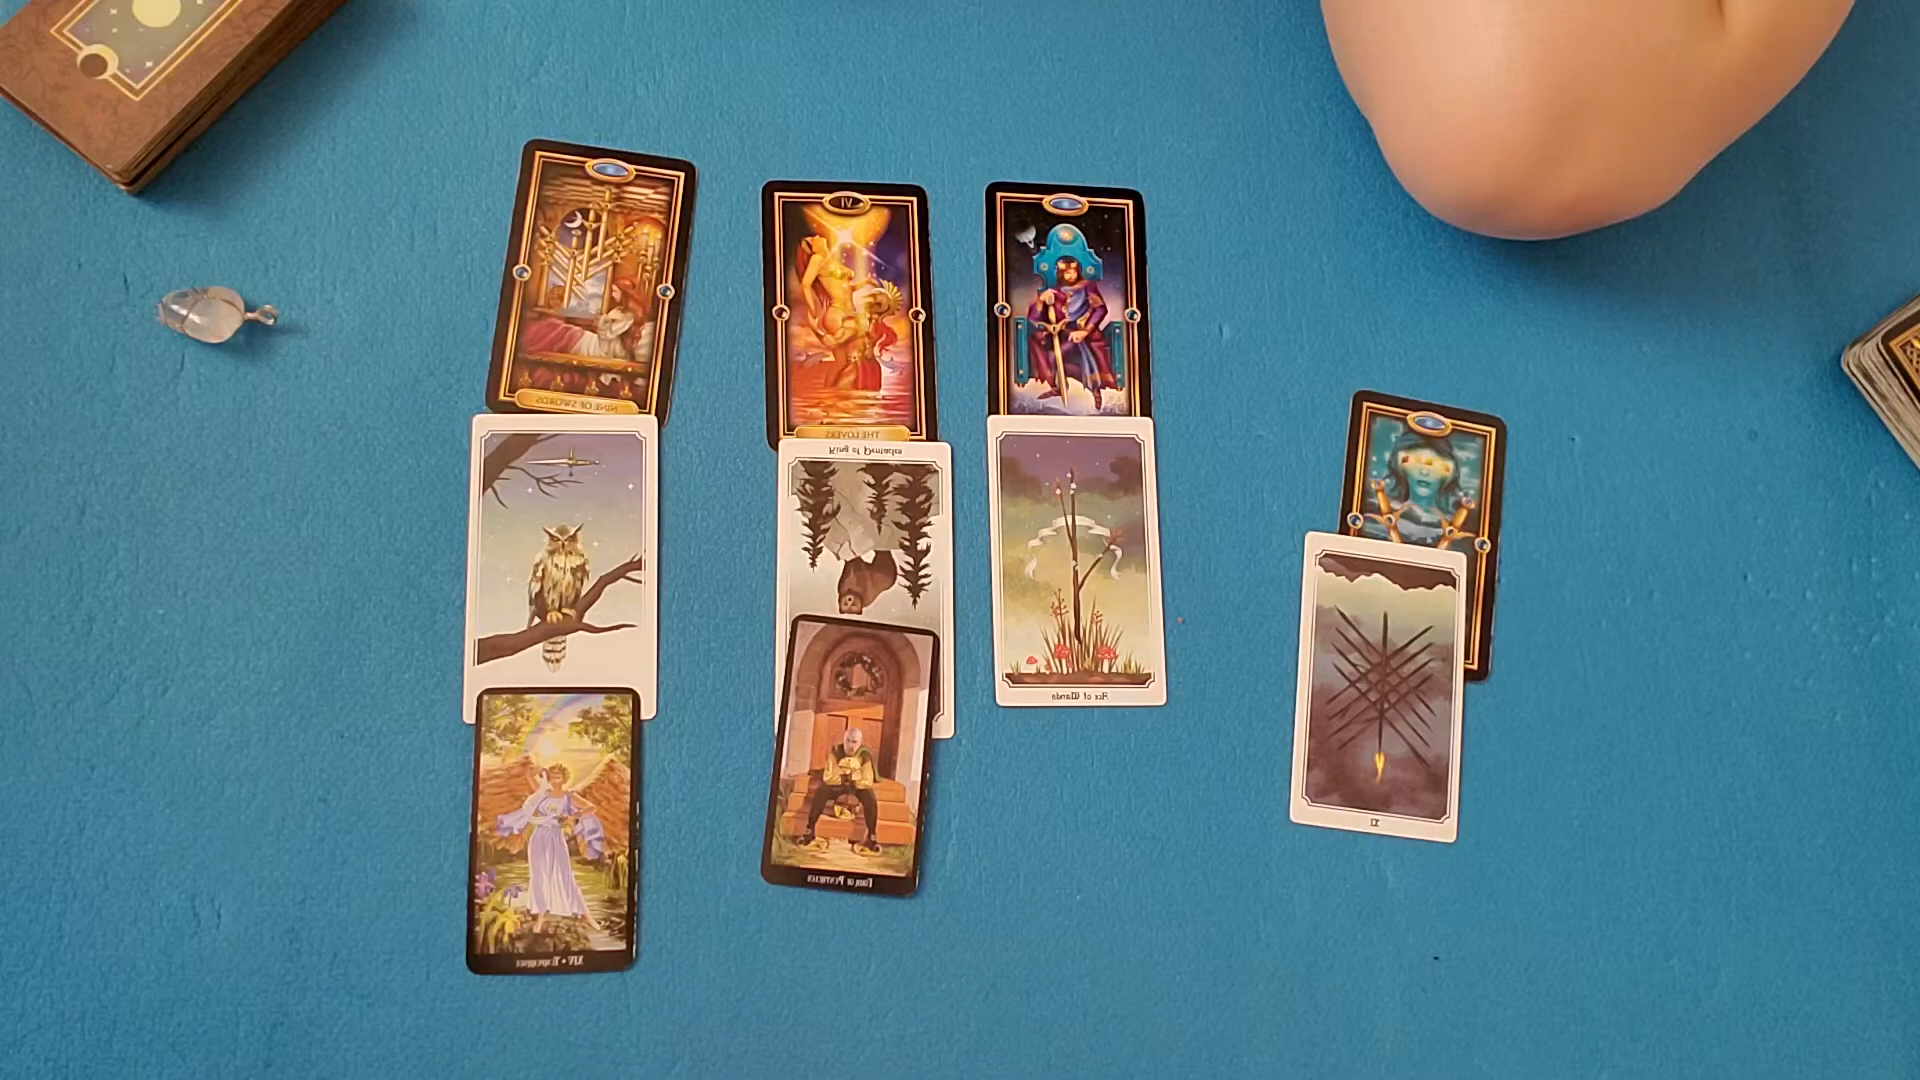 VI
NINE OF SWORDS
THE LOVERS
King of Pentacles
Ace of Wands
XI
Four of Pentacles
XIV • Temperance